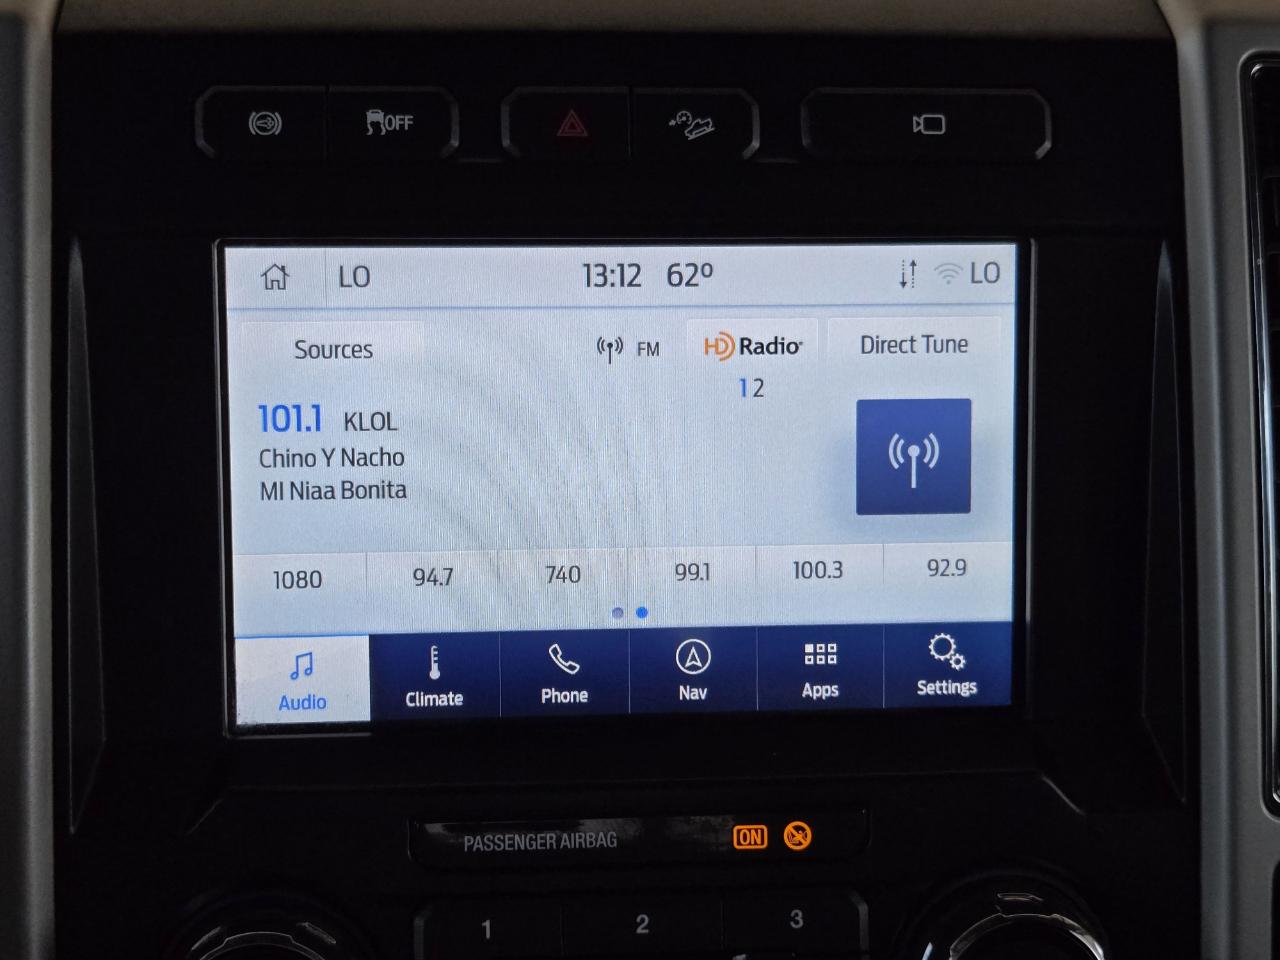 OFF
LO 13:12 62º LO
Sources FM HD Radio® Direct Tune
1 2
101.1 KLOL
Chino Y Nacho
MI Niaa Bonita
1080 94.7 740 99.1 100.3 92.9
Audio Climate Phone Nav Apps Settings
PASSENGER AIRBAG ON
1 2 3